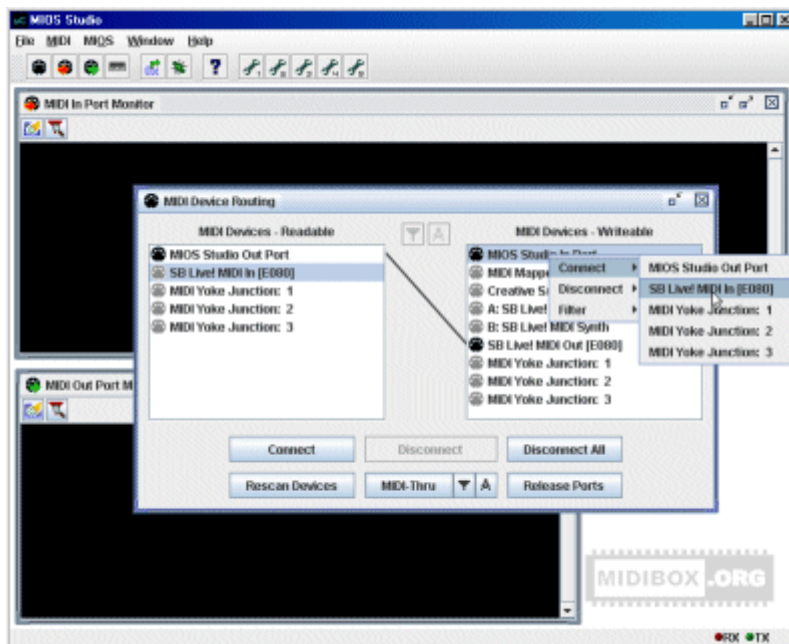 MIOS Studio
File MIDI MIOS Window Help
MIDI In Port Monitor
MIDI Device Routing
MIDI Devices - Readable
MIDI Devices - Writeable
MIOS Studio Out Port
SB Live! MIDI In [E080]
MIDI Yoke Junction: 1
MIDI Yoke Junction: 2
MIDI Yoke Junction: 3
MIOS Studio In Port
MIDI Mapp
Creative S
A: SB Live!
B: SB Live! MIDI Synth
SB Live! MIDI Out [E080]
MIDI Yoke Junction: 1
MIDI Yoke Junction: 2
MIDI Yoke Junction: 3
Connect
Disconnect
Filter
MIOS Studio Out Port
SB Live! MIDI In [E080]
MIDI Yoke Junction: 1
MIDI Yoke Junction: 2
MIDI Yoke Junction: 3
Connect Disconnect Disconnect All
Rescan Devices MIDI-Thru A Release Ports
MIDI Out Port M
MIDIBOX.ORG
RX TX